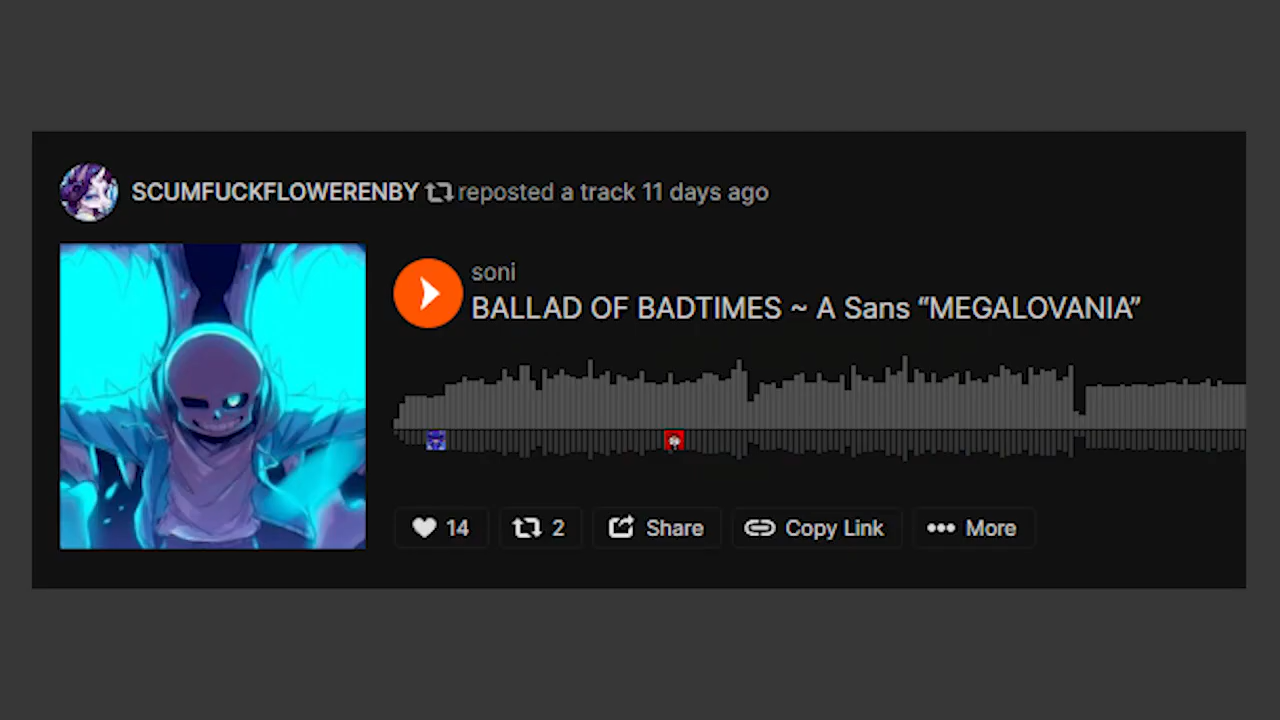 SCUMFUCKFLOWERENBY reposted a track 11 days ago
soni
BALLAD OF BADTIMES ~ A Sans “MEGALOVANIA”
14 2 Share Copy Link More